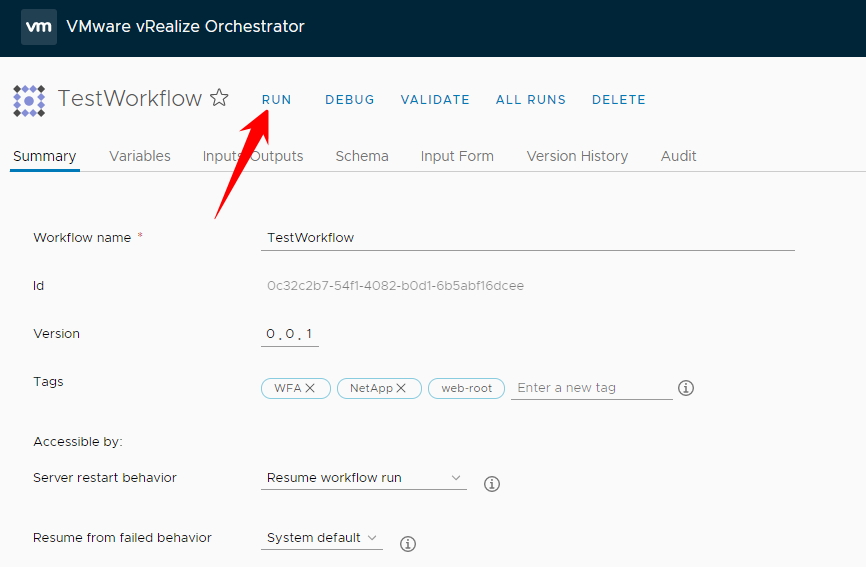 vm VMware vRealize Orchestrator
TestWorkflow RUN DEBUG VALIDATE ALL RUNS DELETE
Summary Variables Inputs/Outputs Schema Input Form Version History Audit
Workflow name * TestWorkflow
Id 0c32c2b7-54f1-4082-b0d1-6b5abf16dcee
Version 0 . 0 . 1
Tags WFA NetApp web-root Enter a new tag
Accessible by:
Server restart behavior Resume workflow run
Resume from failed behavior System default